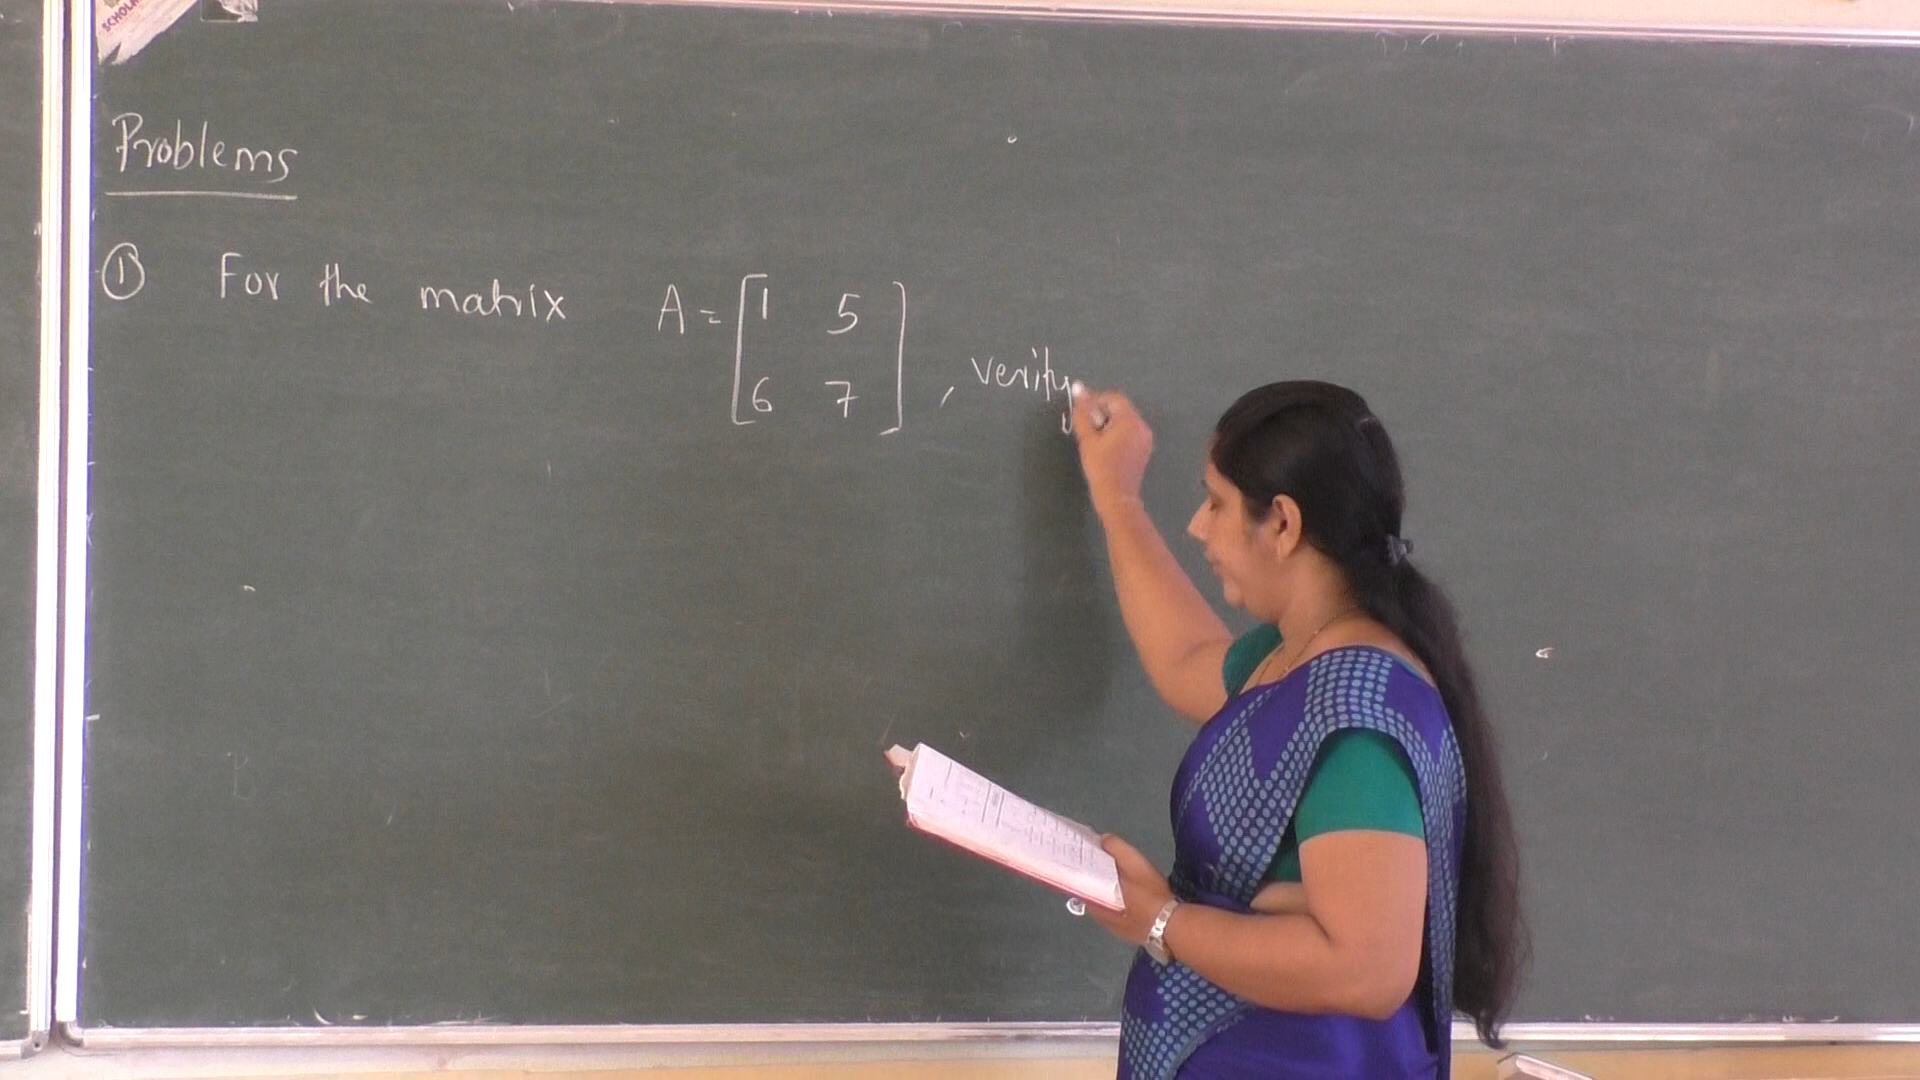 Problems
① For the matrix A = [1 5
6 7] , verify